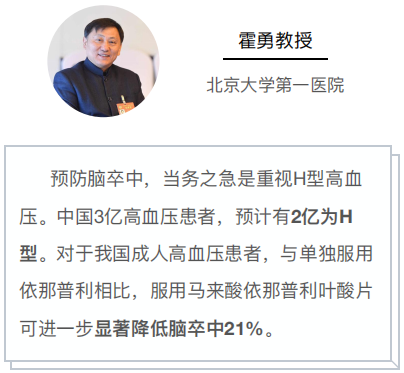 霍勇教授
北京大学第一医院
预防脑卒中，当务之急是重视H型高血
压。中国3亿高血压患者，预计有2亿为H
型。对于我国成人高血压患者，与单独服用
依那普利相比，服用马来酸依那普利叶酸片
可进一步显著降低脑卒中21%。